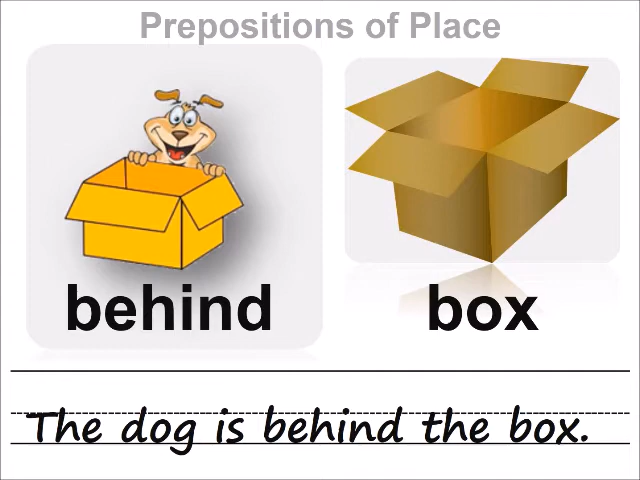 Prepositions of Place
behind
box
The dog is behind the box.